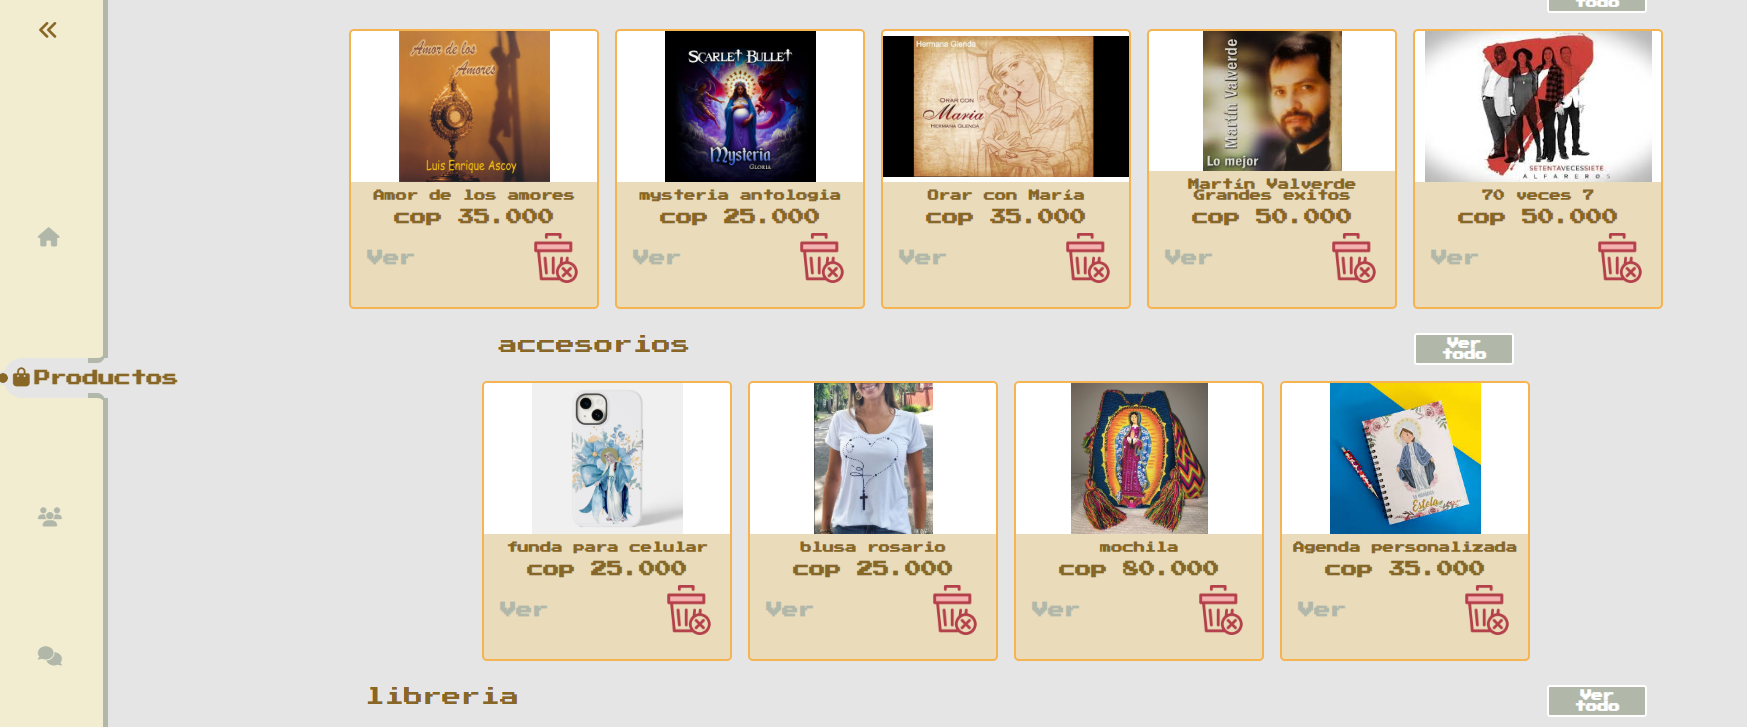 todo
Amor de los
Amores
Luis Enrique Ascoy
SCARLET BULLET
Mysteria
GLORIA
Hermana Glenda
ORAR CON
Maria
HERMANA GLENDA
Martín Valverde
Lo mejor
7
SETENTAVECESSIETE
ALFAREROS
Amor de los amores
cop 35.000
Ver
mysteria antologia
cop 25.000
Ver
Orar con María
cop 35.000
Ver
Martín Valverde
Grandes exitos
cop 50.000
Ver
70 veces 7
cop 50.000
Ver
Productos
accesorios
Ver
todo
Estela
funda para celular
cop 25.000
Ver
blusa rosario
cop 25.000
Ver
mochila
cop 80.000
Ver
Agenda personalizada
cop 35.000
Ver
libreria
Ver
todo